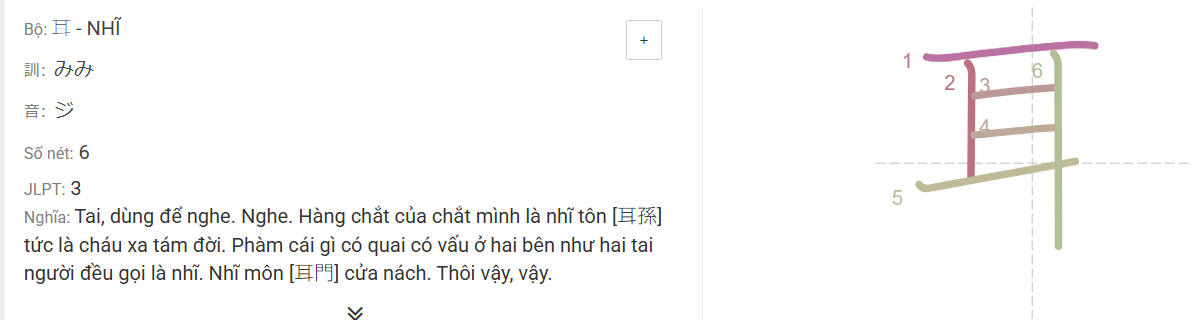 Bộ: 耳 - NHĨ
+
訓: みみ
音: ジ
Số nét: 6
JLPT: 3
Nghĩa: Tai, dùng để nghe. Nghe. Hàng chắt của chắt mình là nhĩ tôn [耳孫]
tức là cháu xa tám đời. Phàm cái gì có quai có vấu ở hai bên như hai tai
người đều gọi là nhĩ. Nhĩ môn [耳門] cửa nách. Thôi vậy, vậy.
1
2
3
6
4
5
耳